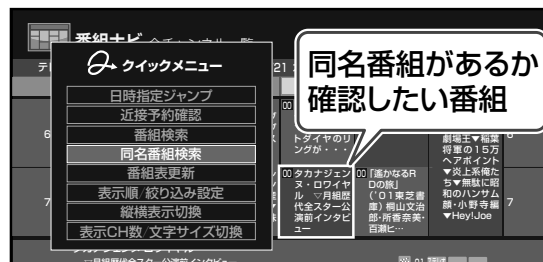 番組ナビ
クイックメニュー
日時指定ジャンプ
近接予約確認
番組検索
同名番組検索
番組表更新
表示順/絞り込み設定
縦横表示切換
表示CH数/文字サイズ切換
同名番組があるか
確認したい番組
21
6
トダイヤのリ
ングが・・・
劇場王▼稲葉
将軍の15万
ヘアポイント
▼炎上系俺た
ち▼無駄に昭
和のハンサム
顔・小野寺編
▼Hey!Joe
6
7
00 タカナジェン
ヌ・ロワイヤ
ル ▽月組歴
代全スター公
演前インタビ
ュー
00 「遙かなるR
Dの旅」
('01東芝書
庫) 桐山文治
郎・所香奈美・
百瀬ヒ…
7